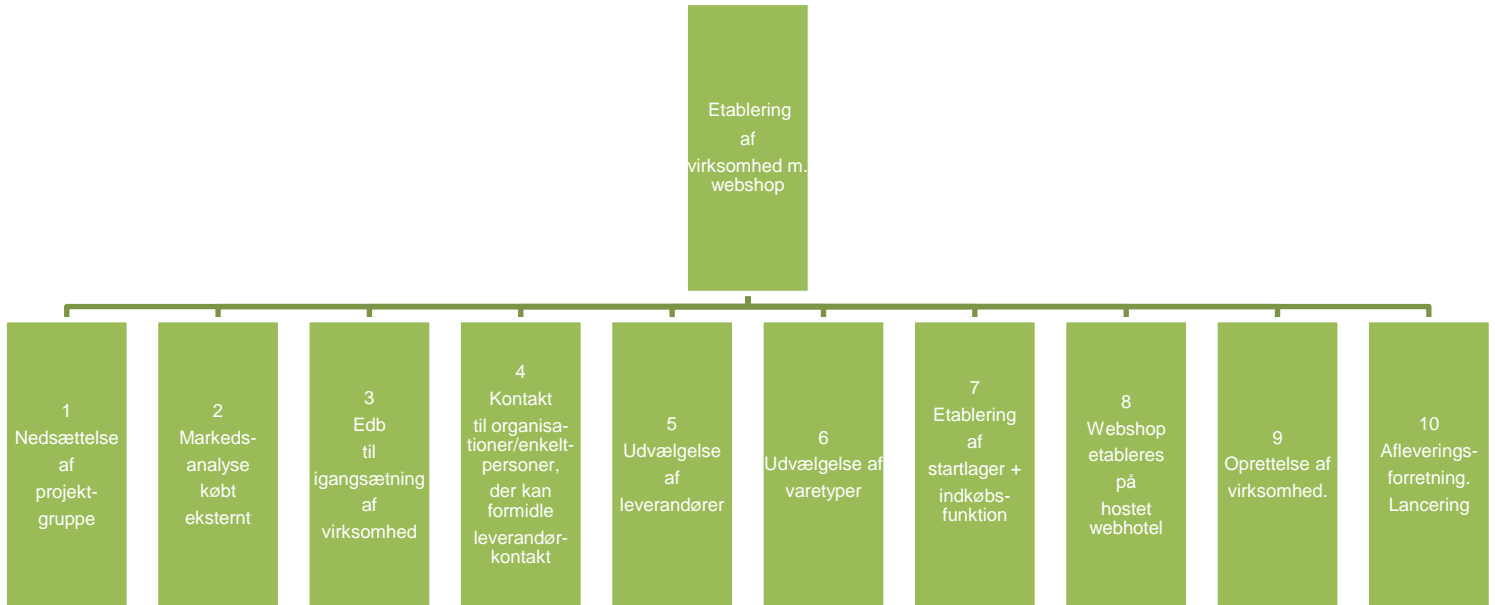 Etablering
af
virksomhed m.
webshop
1
Nedsættelse
af
projekt-
gruppe
2
Markeds-
analyse
købt
eksternt
3
Edb
til
igangsætning
af
virksomhed
4
Kontakt
til organisa-
tioner/enkelt-
personer,
der kan
formidle
leverandør-
kontakt
5
Udvælgelse
af
leverandører
6
Udvælgelse af
varetyper
7
Etablering
af
startlager +
indkøbs-
funktion
8
Webshop
etableres
på
hostet
webhotel
9
Oprettelse af
virksomhed.
10
Afleverings-
forretning.
Lancering